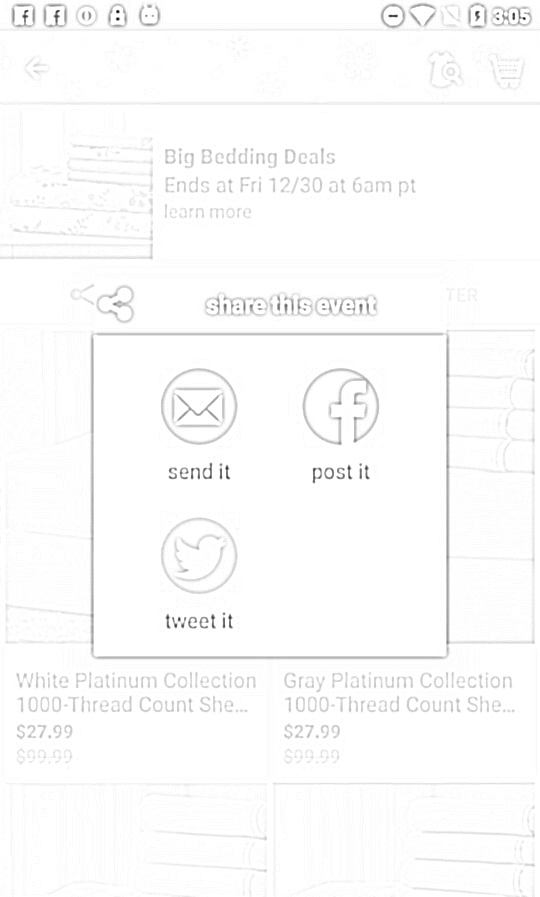 3:05
Big Bedding Deals
Ends at Fri 12/30 at 6am pt
learn more
share this event
TER
send it
post it
tweet it
White Platinum Collection
1000-Thread Count She...
$27.99
$99.99
Gray Platinum Collection
1000-Thread Count She...
$27.99
$99.99